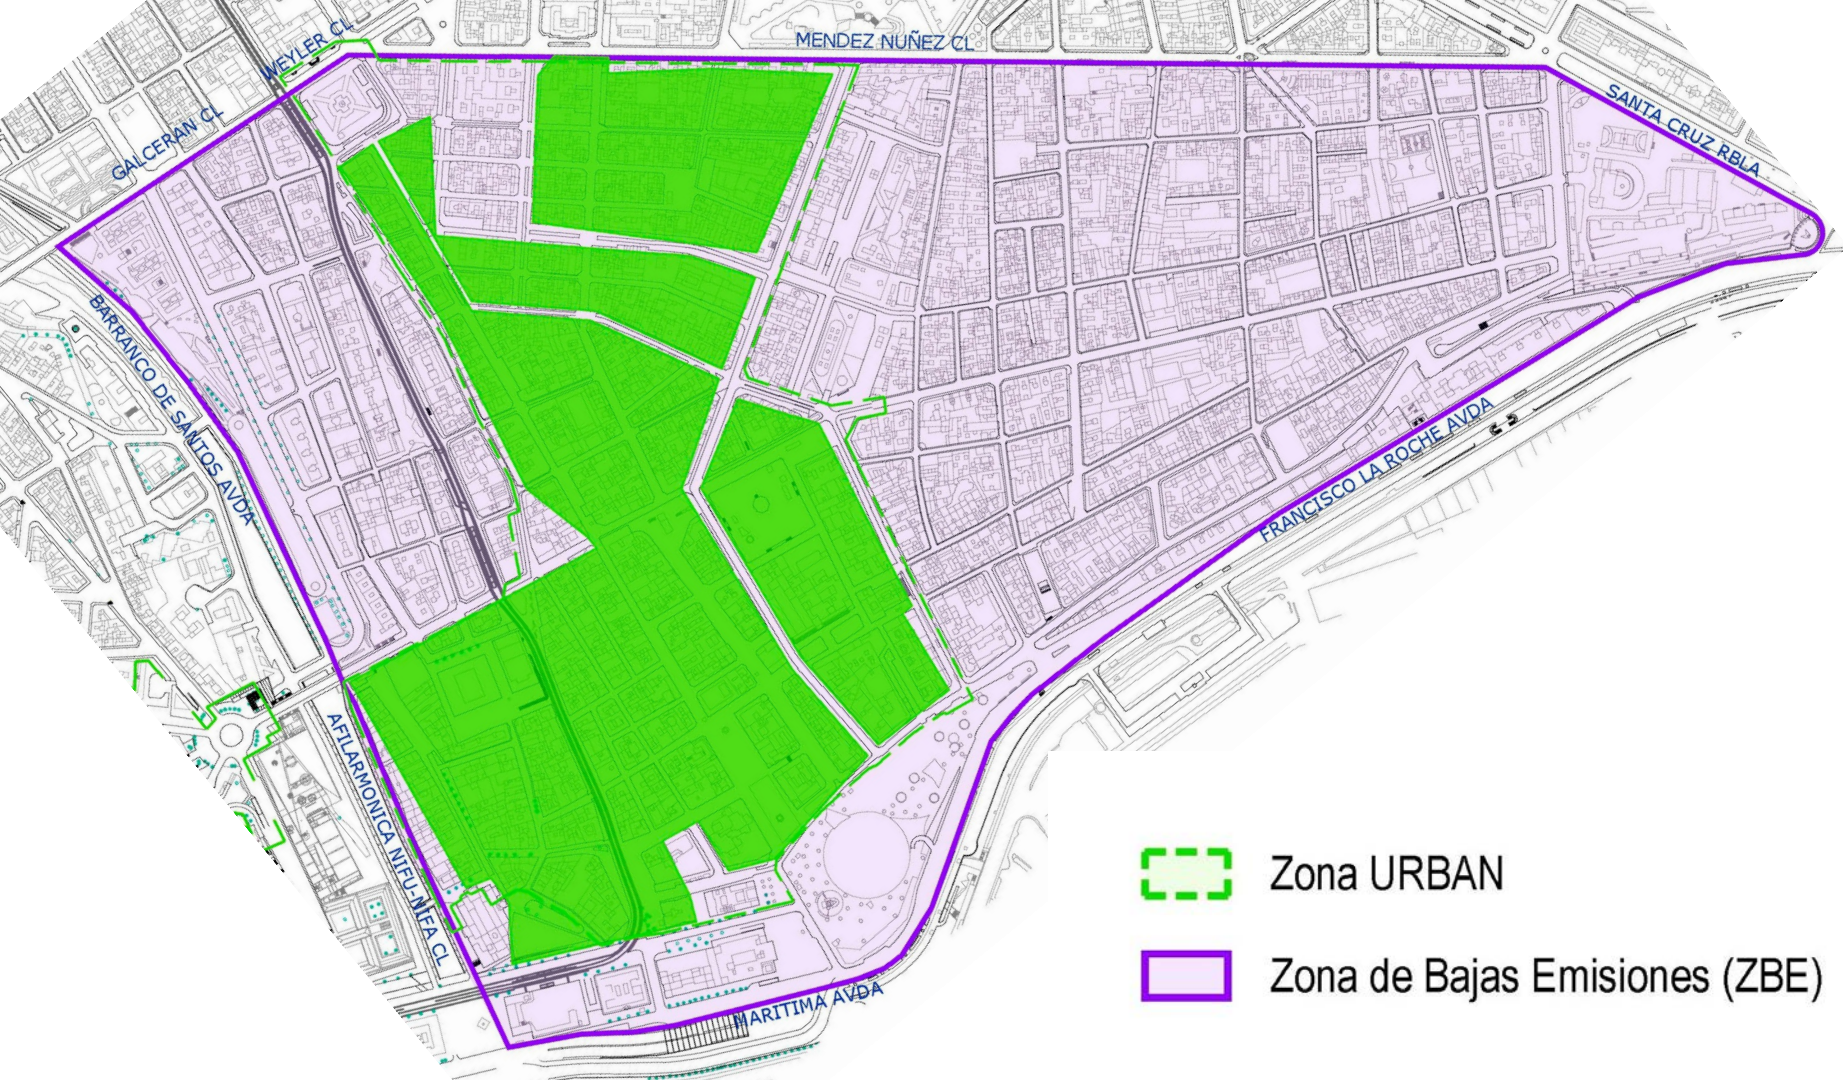 WEYLER CL
MENDEZ NUÑEZ CL
SANTA CRUZ RBLA
GALCERAN CL
BARRANCO DE SANTOS AVDA
FRANCISCO LA ROCHE AVDA
AFILARMONICA NIFU-NIFA CL
MARITIMA AVDA
Zona URBAN
Zona de Bajas Emisiones (ZBE)